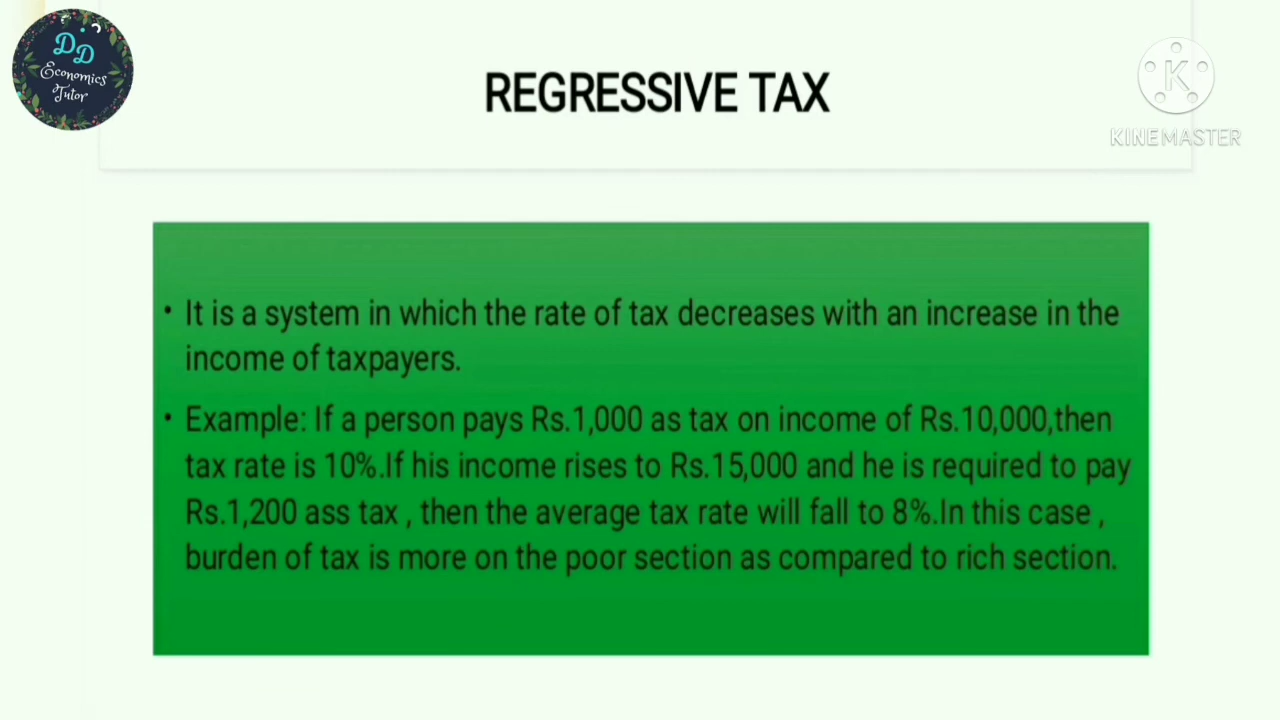 D D
Economics
Tutor
REGRESSIVE TAX
K
KINEMASTER
• It is a system in which the rate of tax decreases with an increase in the
income of taxpayers.
• Example: If a person pays Rs.1,000 as tax on income of Rs.10,000,then
tax rate is 10%.If his income rises to Rs.15,000 and he is required to pay
Rs.1,200 ass tax , then the average tax rate will fall to 8%.In this case ,
burden of tax is more on the poor section as compared to rich section.